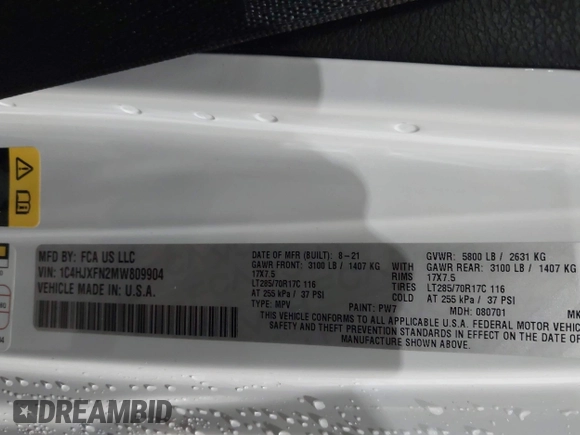 MFD BY: FCA US LLC
VIN: 1C4HJXFN2MW809904
VEHICLE MADE IN: U.S.A.
DATE OF MFR (BUILT): 8-21 GVWR: 5800 LB / 2631 KG
GAWR FRONT: 3100 LB / 1407 KG WITH GAWR REAR: 3100 LB / 1407 KG
17X7.5 RIMS 17X7.5
LT285/70R17C 116 TIRES LT285/70R17C 116
AT 255 kPa / 37 PSI COLD AT 255 kPa / 37 PSI
TYPE: MPV PAINT: PW7 MDH: 080701
THIS VEHICLE CONFORMS TO ALL APPLICABLE U.S.A. FEDERAL MOTOR
SAFETY AND THEFT PREVENTION STANDARDS IN EFFECT ON THE DATE OF
MANUFACTURE SHOWN ABOVE.
DREAMBID